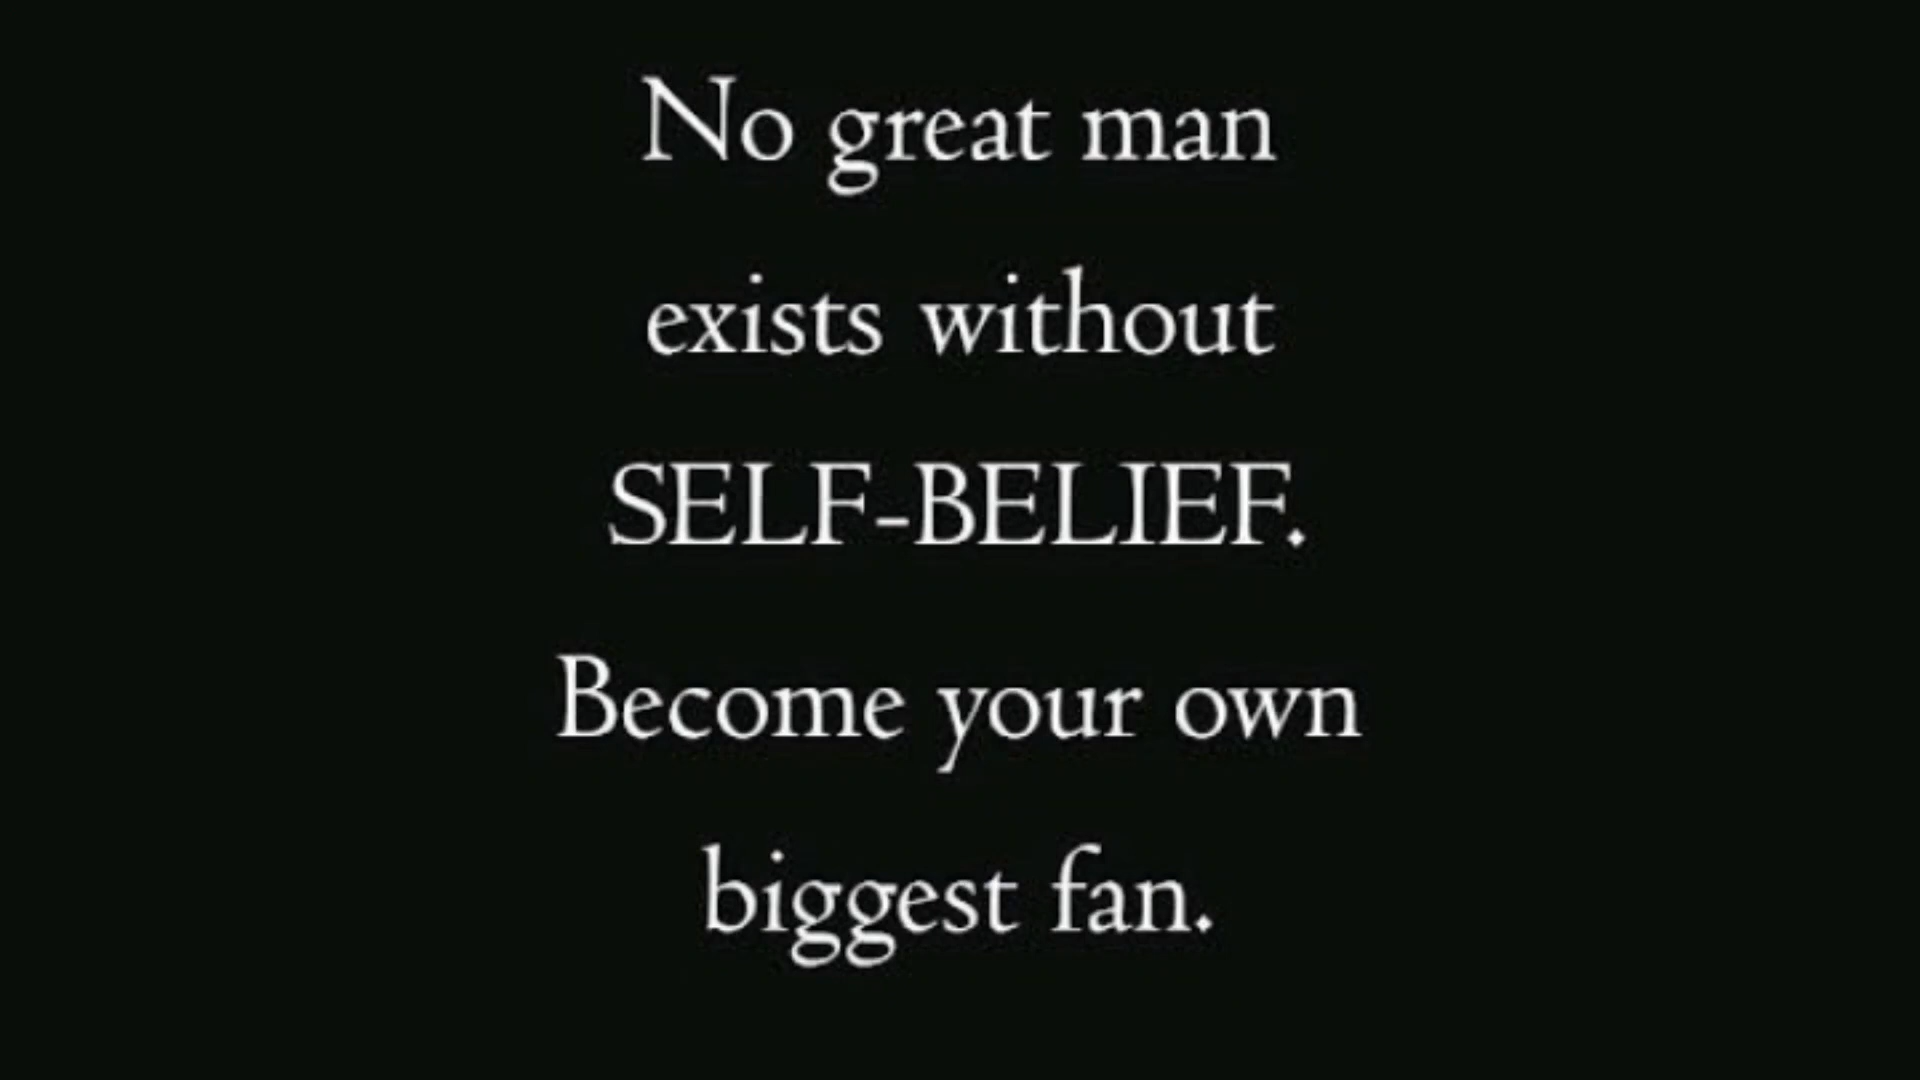 No great man
exists without
SELF-BELIEF.
Become your own
biggest fan.